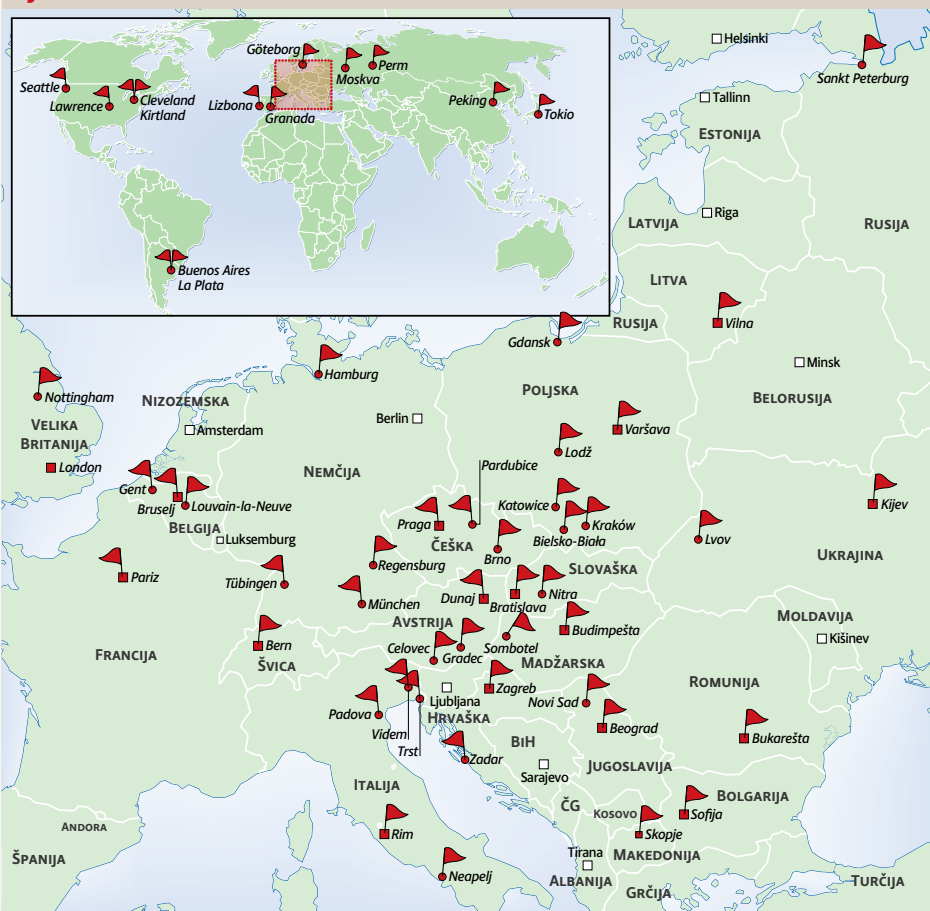 Göteborg
Moskva
Perm
Seattle
Lawrence
Cleveland
Kirtland
Lizbona
Granada
Peking
Tokio
Buenos Aires
La Plata
Helsinki
Sankt Peterburg
Tallinn
ESTONIJA
Riga
LATVIJA
RUSIJA
LITVA
RUSIJA
Vilna
Gdansk
Minsk
Hamburg
Nottingham
NIZOZEMSKA
POLJSKA
BELORUSIJA
Berlin
VELIKA
BRITANIJA
Amsterdam
Varšava
Lodž
London
NEMČIJA
Pardubice
Gent
Bruselj
Louvain-la-Neuve
Katowice
Kijev
BELGIJA
Praga
Kraków
Bielsko-Biała
Luksemburg
ČEŠKA
Brno
Lvov
UKRAJINA
Regensburg
SLOVAŠKA
Pariz
Tübingen
München
Dunaj
Bratislava
Nitra
AVSTRIJA
MOLDAVIJA
Budimpešta
Kišinev
Bern
Celovec
Gradec
Sombotel
FRANCIJA
ŠVICA
MADŽARSKA
ROMUNIJA
Zagreb
Ljubljana
Novi Sad
Padova
HRVAŠKA
Beograd
Videm
Trst
BIH
Bukarešta
Zadar
Sarajevo
JUGOSLAVIJA
ITALIJA
ČG
KOSOVO
BOLGARIJA
Sofija
ANDORA
Rim
Skopje
Tirana
MAKEDONIJA
ŠPANIJA
Neapelj
ALBANIJA
GRČIJA
TURČIJA